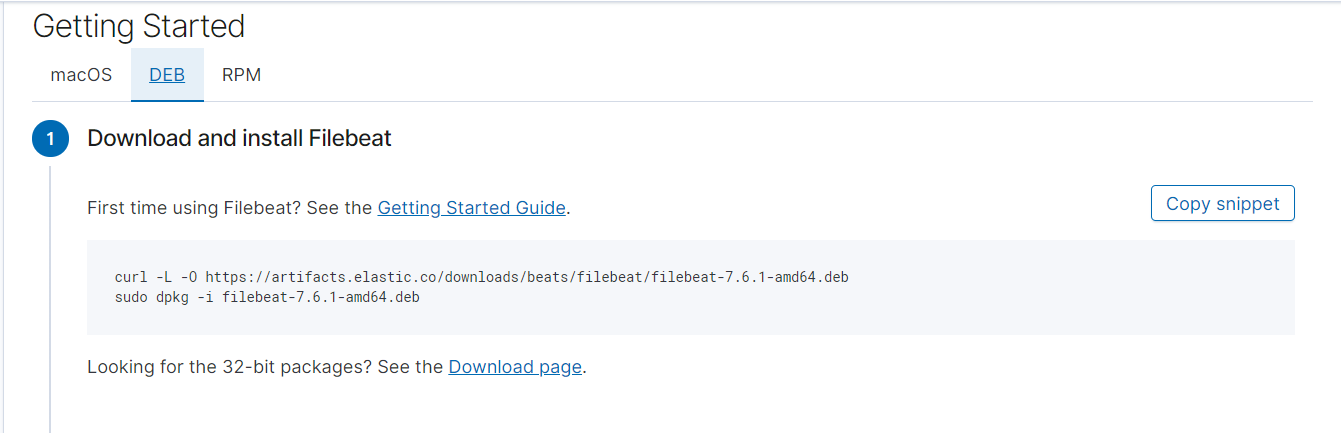 Getting Started
macOS DEB RPM
1 Download and install Filebeat
First time using Filebeat? See the Getting Started Guide.
Copy snippet
curl -L -O https://artifacts.elastic.co/downloads/beats/filebeat/filebeat-7.6.1-amd64.deb
sudo dpkg -i filebeat-7.6.1-amd64.deb
Looking for the 32-bit packages? See the Download page.